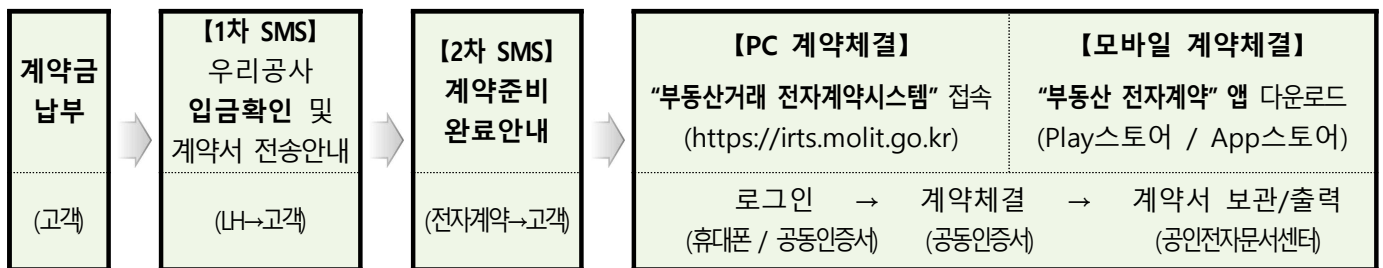 계약금
납부
(고객)
【1차 SMS】
우리공사
입금확인 및
계약서 전송안내
(LH→고객)
【2차 SMS】
계약준비
완료안내
(전자계약→고객)
【PC 계약체결】
“부동산거래 전자계약시스템” 접속
(https://irts.molit.go.kr)
【모바일 계약체결】
“부동산 전자계약” 앱 다운로드
(Play스토어 / App스토어)
로그인 → 계약체결 → 계약서 보관/출력
(휴대폰 / 공동인증서) (공동인증서) (공인전자문서센터)